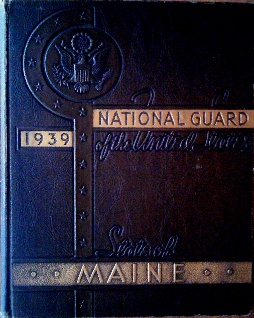 NATIONAL GUARD
1939
of the United States
State of
MAINE